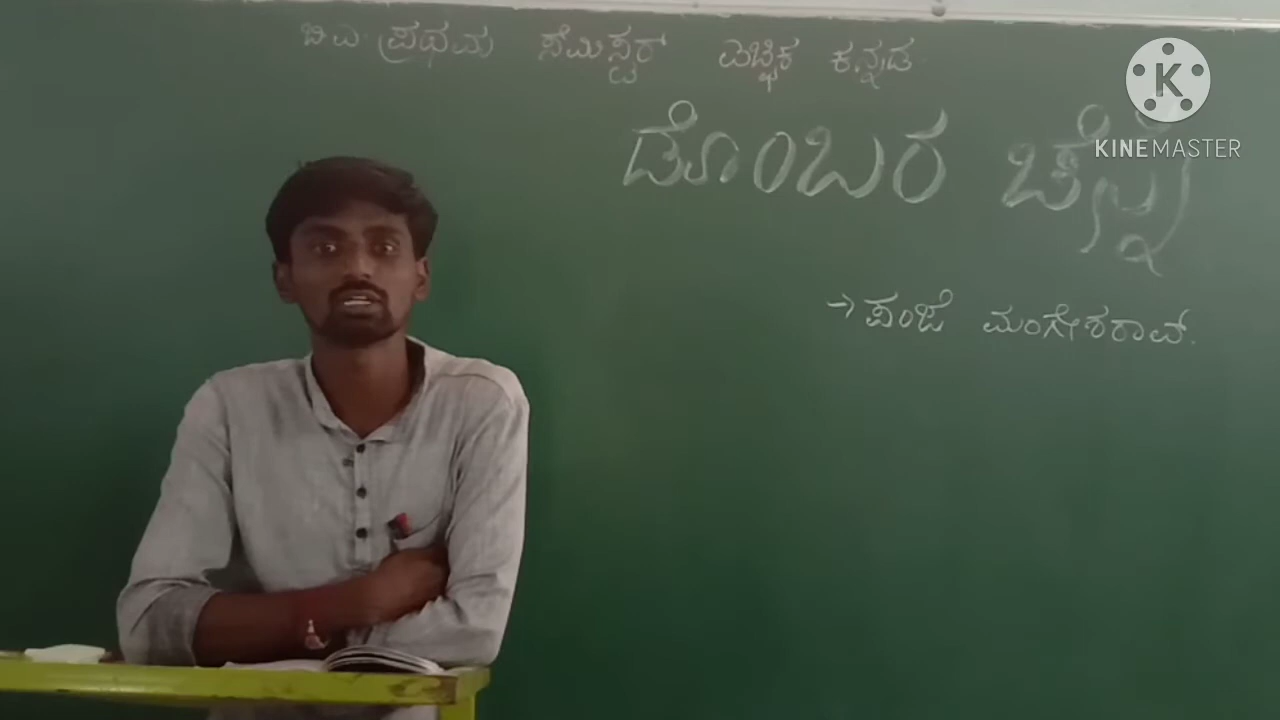 ಬಿ.ಎ. ಪ್ರಥಮ ಸೆಮಿಸ್ಟರ್ ಐಚ್ಛಿಕ ಕನ್ನಡ
ಡೊಂಬರ ಚೆನ್ನೆ
→ ಪಂಜೆ ಮಂಗೇಶರಾವ್.
K
KINEMASTER